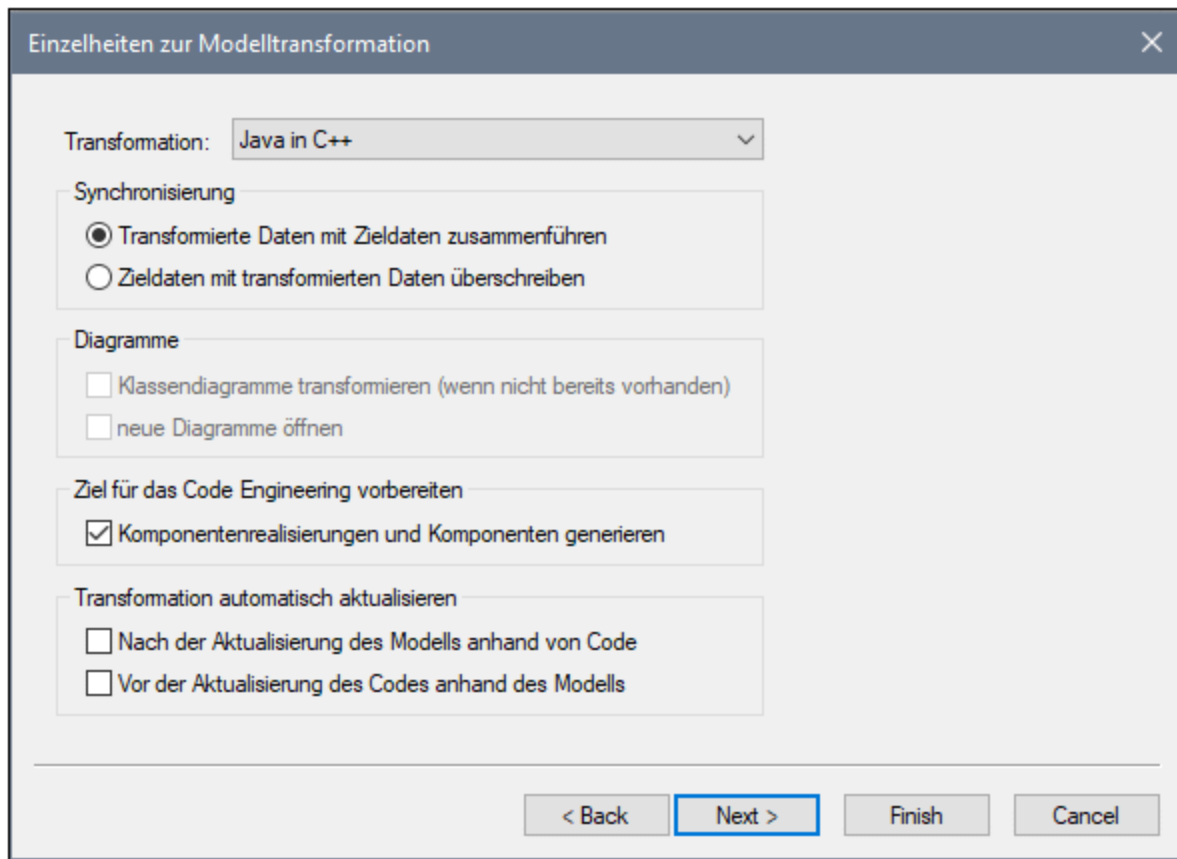 Einzelheiten zur Modelltransformation
Transformation: Java in C++
Synchronisierung
Transformierte Daten mit Zieldaten zusammenführen
Zieldaten mit transformierten Daten überschreiben
Diagramme
Klassendiagramme transformieren (wenn nicht bereits vorhanden)
neue Diagramme öffnen
Ziel für das Code Engineering vorbereiten
Komponentenrealisierungen und Komponenten generieren
Transformation automatisch aktualisieren
Nach der Aktualisierung des Modells anhand von Code
Vor der Aktualisierung des Codes anhand des Modells
< Back Next > Finish Cancel